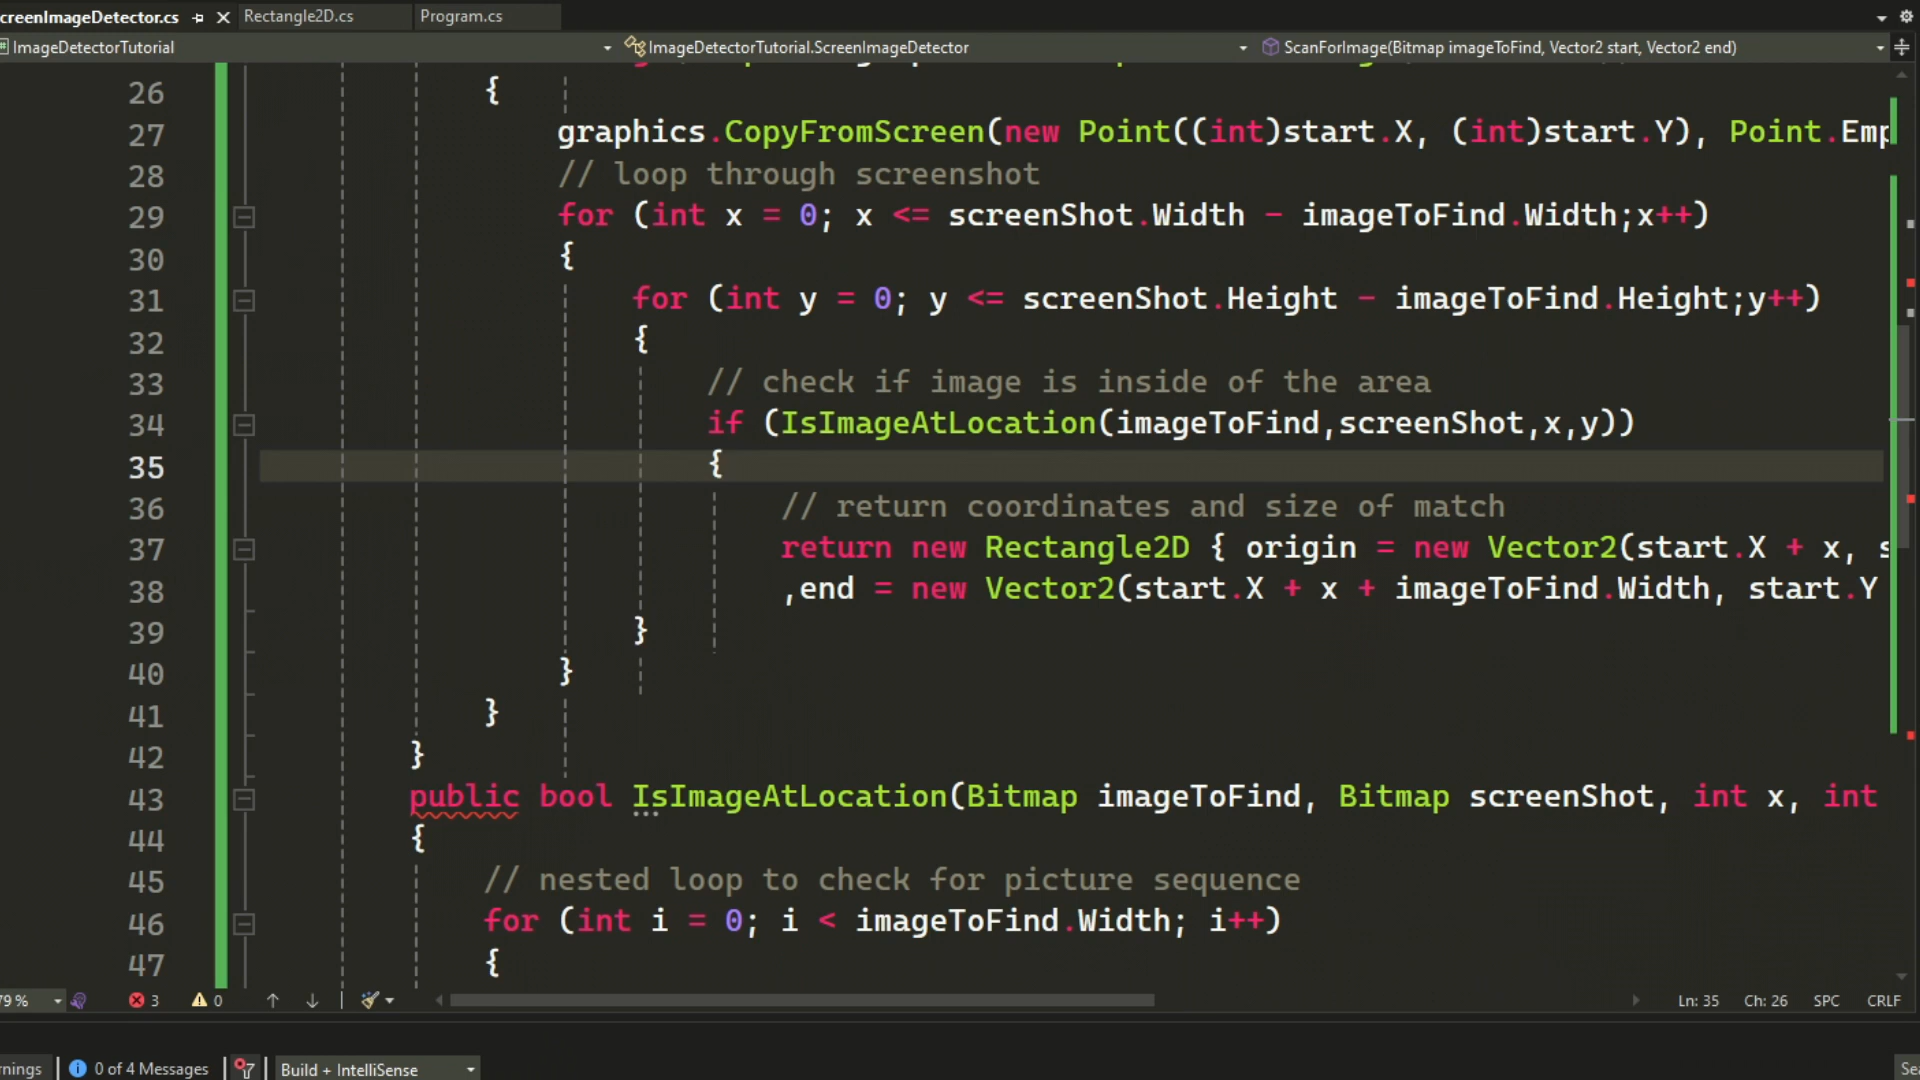 creenImageDetector.cs
Rectangle2D.cs
Program.cs
ImageDetectorTutorial
ImageDetectorTutorial.ScreenImageDetector
ScanForImage(Bitmap imageToFind, Vector2 start, Vector2 end)
26 {
27 graphics.CopyFromScreen(new Point((int)start.X, (int)start.Y), Point.Emp
28 // loop through screenshot
29 for (int x = 0; x <= screenShot.Width - imageToFind.Width;x++)
30 {
31 for (int y = 0; y <= screenShot.Height - imageToFind.Height;y++)
32 {
33 // check if image is inside of the area
34 if (IsImageAtLocation(imageToFind,screenShot,x,y))
35 {
36 // return coordinates and size of match
37 return new Rectangle2D { origin = new Vector2(start.X + x, s
38 ,end = new Vector2(start.X + x + imageToFind.Width, start.Y
39 }
40 }
41 }
42 }
43 public bool IsImageAtLocation(Bitmap imageToFind, Bitmap screenShot, int x, int
44 {
45 // nested loop to check for picture sequence
46 for (int i = 0; i < imageToFind.Width; i++)
47 {
79 %
3
0
Ln: 35
Ch: 26
SPC
CRLF
rnings
0 of 4 Messages
Build + IntelliSense
Sea